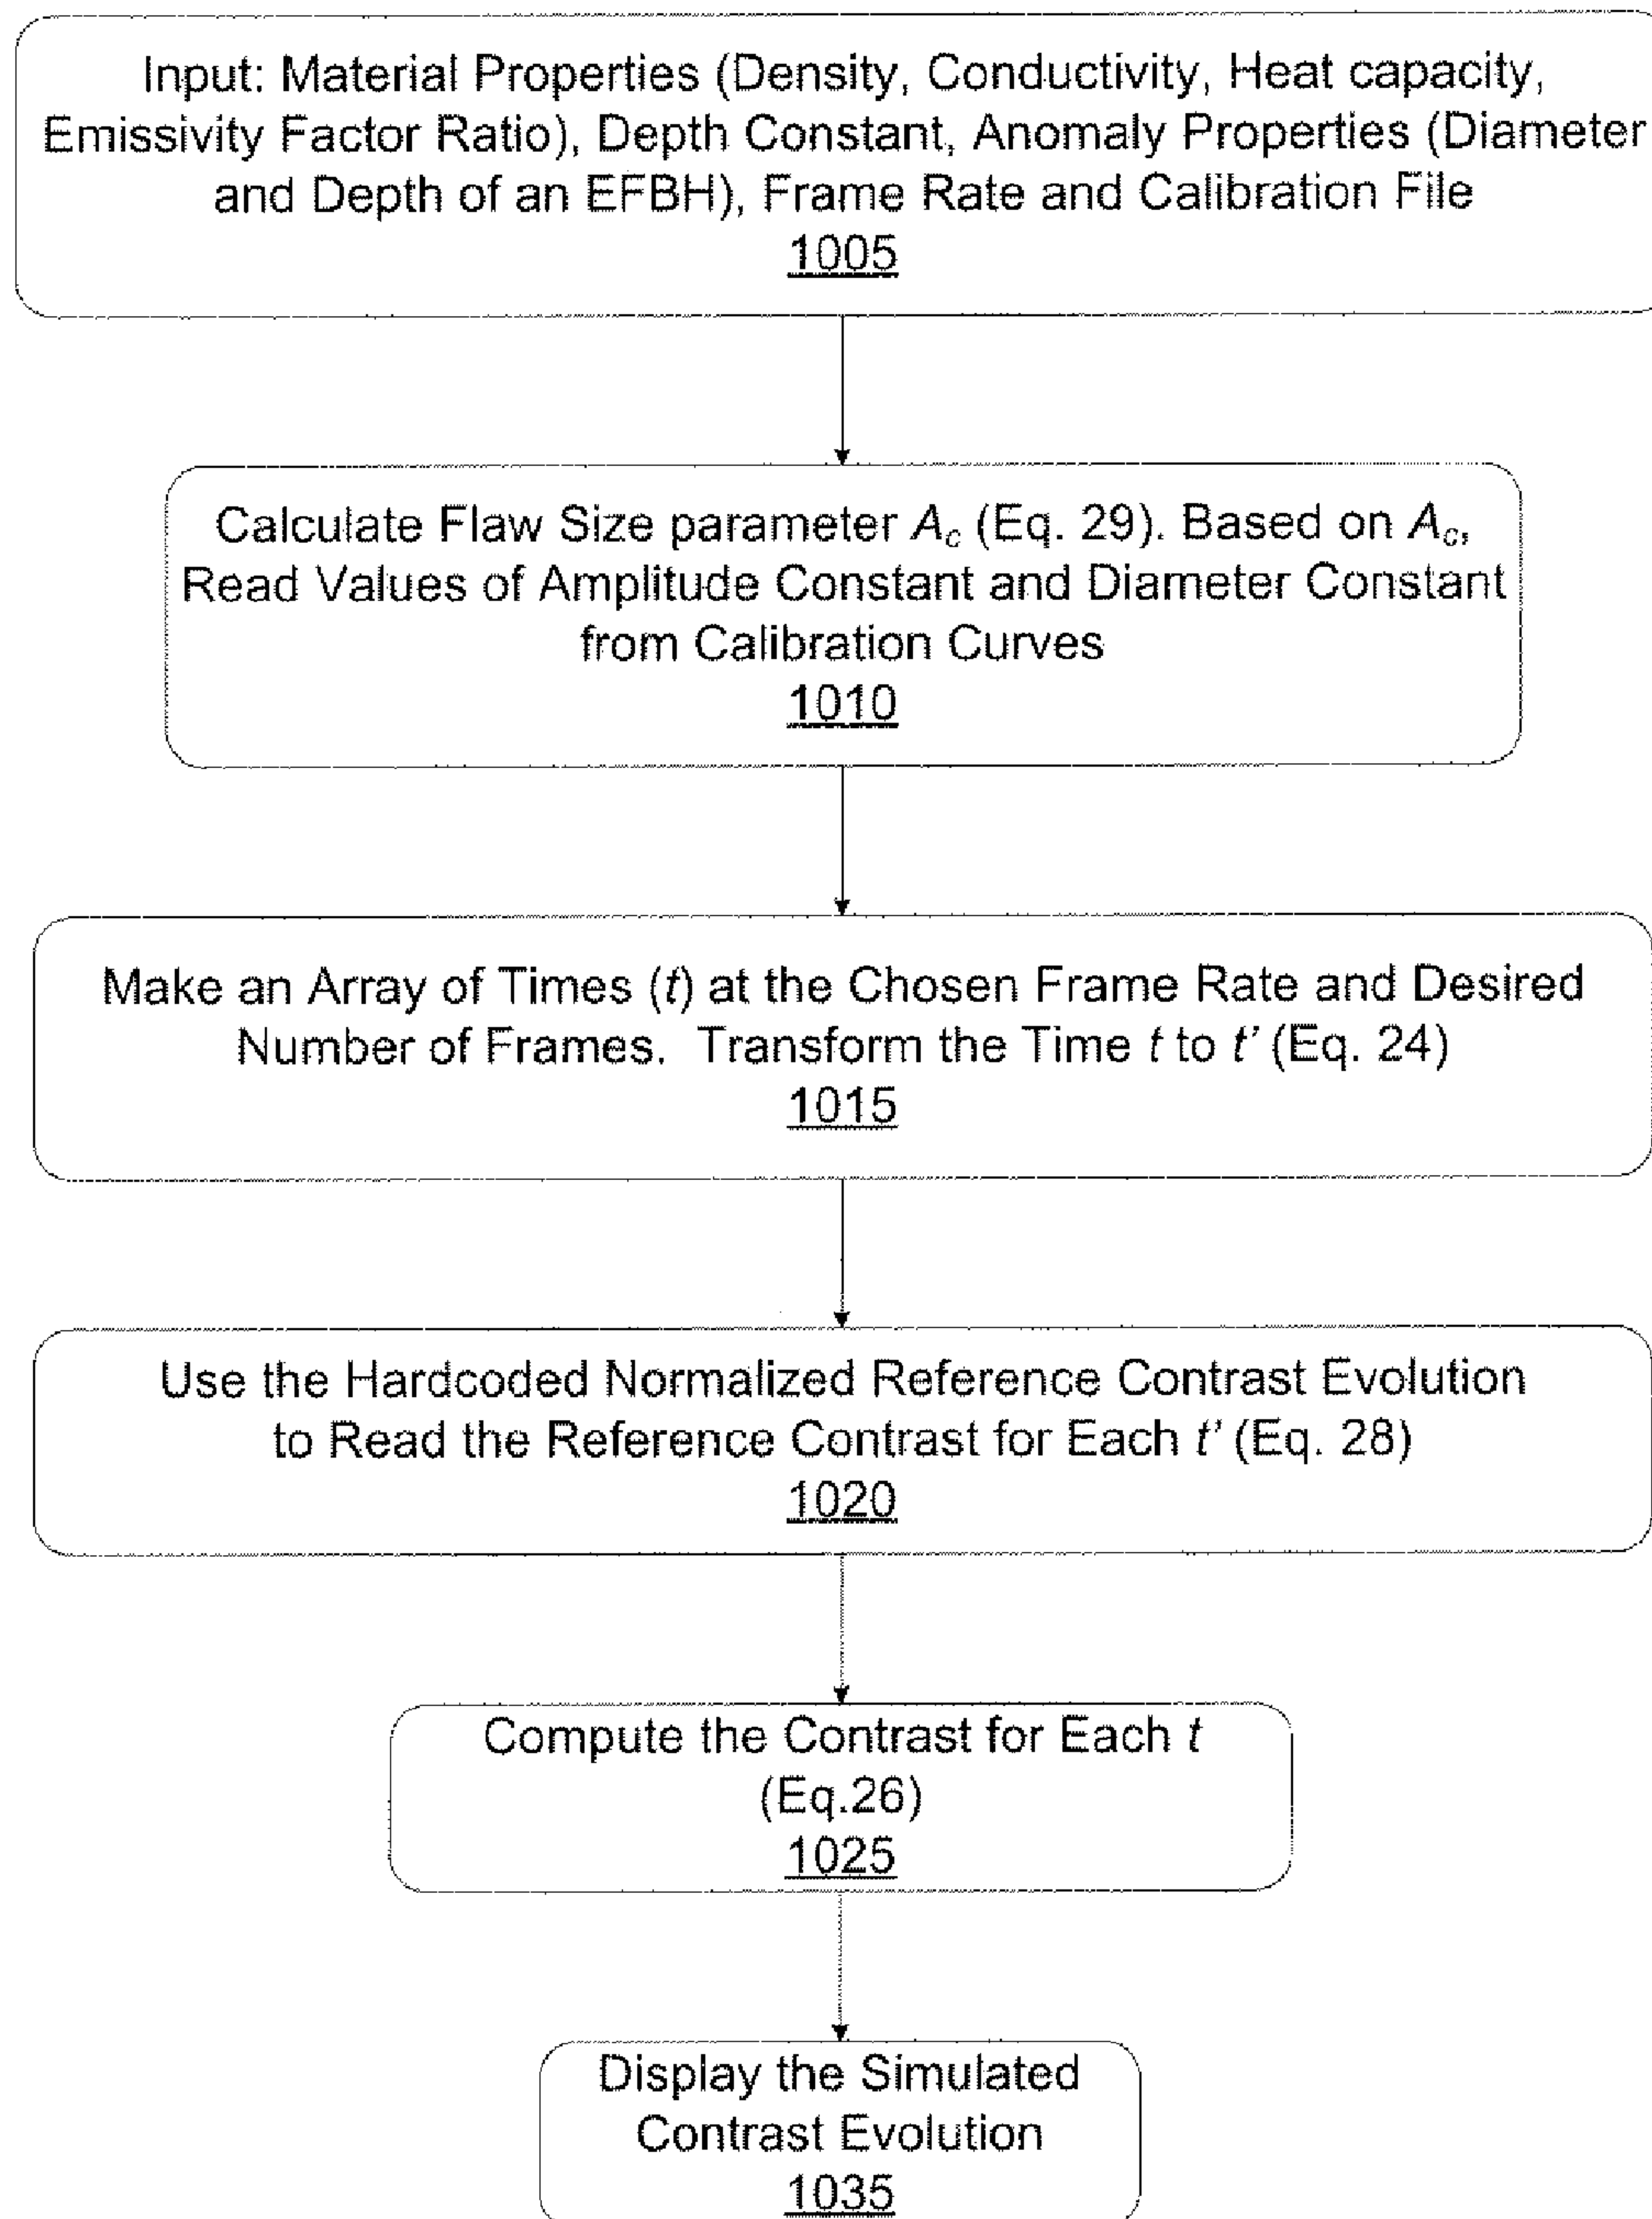 Input: Material Properties (Density, Conductivity, Heat capacity,
Emissivity Factor Ratio), Depth Constant, Anomaly Properties (Diameter
and Depth of an EFBH), Frame Rate and Calibration File
1005
Calculate Flaw Size parameter Ac (Eq. 29). Based on Ac,
Read Values of Amplitude Constant and Diameter Constant
from Calibration Curves
1010
Make an Array of Times (t) at the Chosen Frame Rate and Desired
Number of Frames. Transform the Time t to t' (Eq. 24)
1015
Use the Hardcoded Normalized Reference Contrast Evolution
to Read the Reference Contrast for Each t' (Eq. 28)
1020
Compute the Contrast for Each t
(Eq.26)
1025
Display the Simulated
Contrast Evolution
1035